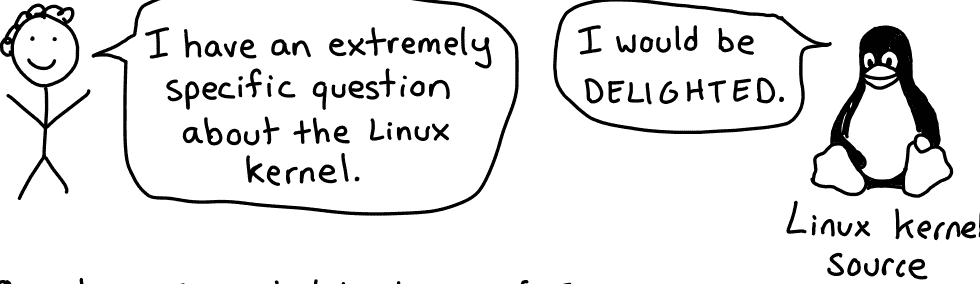 I have an extremely
specific question
about the Linux
kernel.
I would be
DELIGHTED.
Linux kernel
source